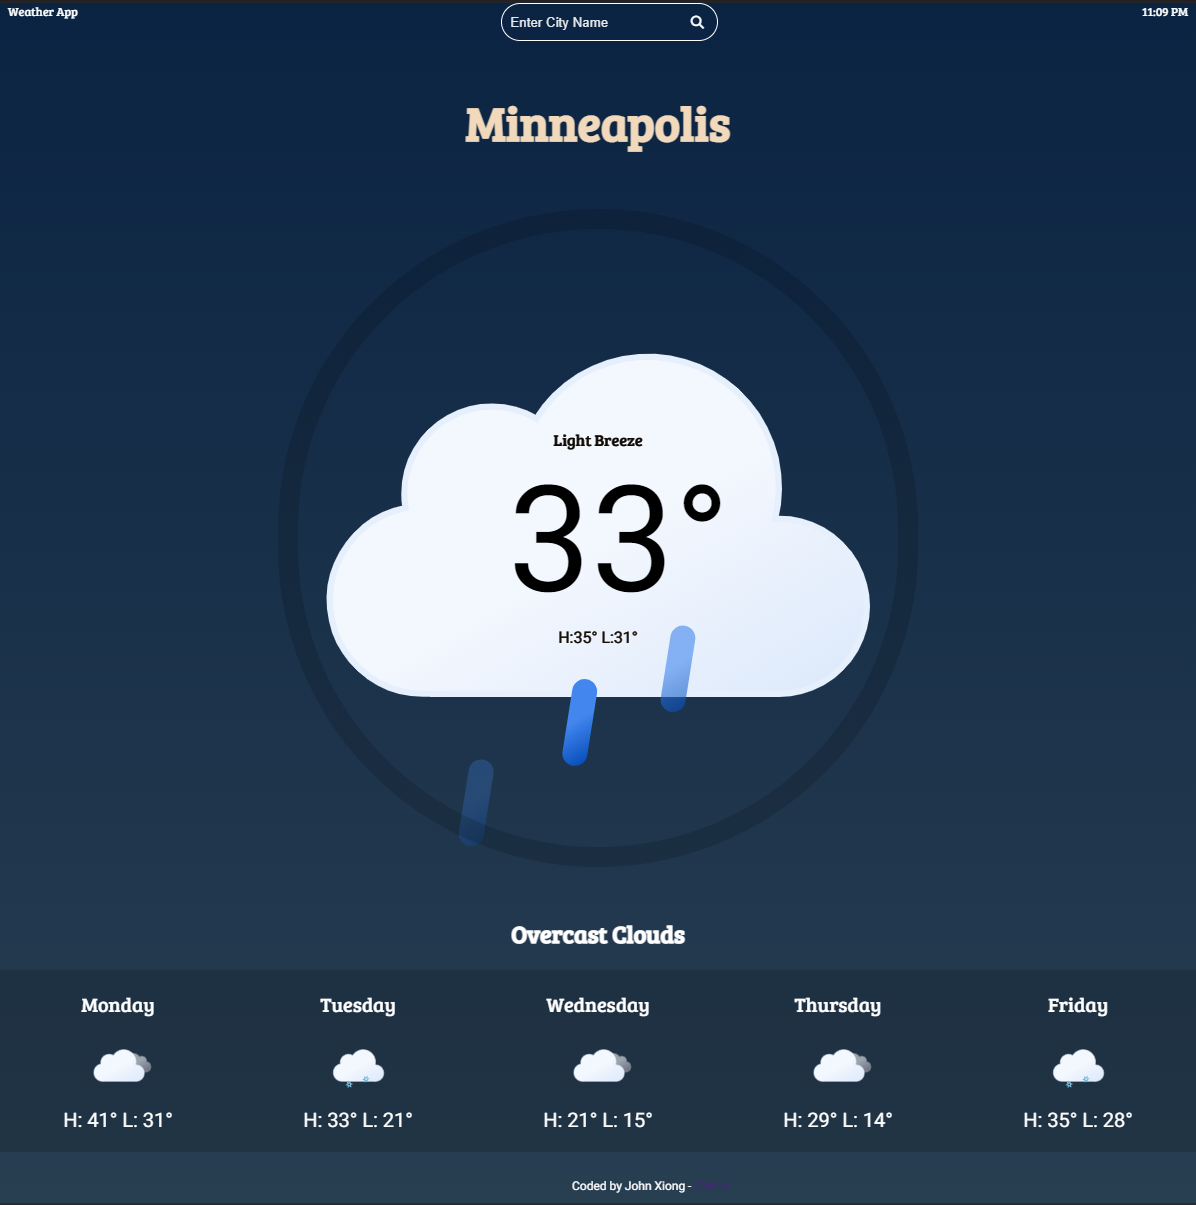 Weather App
Enter City Name
11:09 PM
Minneapolis
Light Breeze
33°
H:35° L:31°
Overcast Clouds
Monday
Tuesday
Wednesday
Thursday
Friday
H: 41° L: 31°
H: 33° L: 21°
H: 21° L: 15°
H: 29° L: 14°
H: 35° L: 28°
Coded by John Xiong -